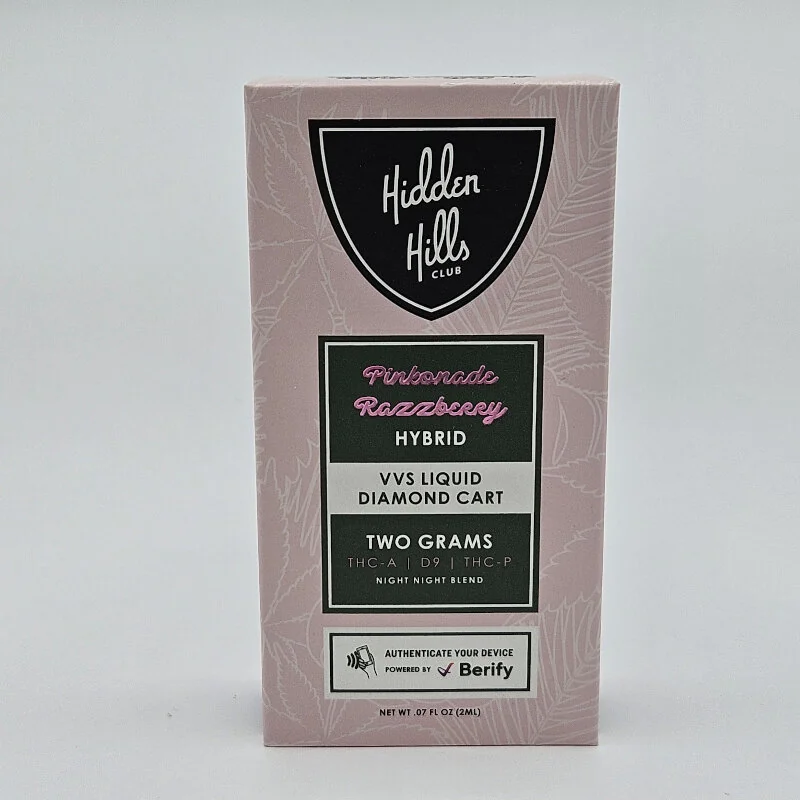 Hidden
Hills
CLUB
Pinkonade
Razzberry
HYBRID
VVS LIQUID
DIAMOND CART
TWO GRAMS
THC-A | D9 | THC-P
NIGHT NIGHT BLEND
AUTHENTICATE YOUR DEVICE
POWERED BY Berify
NET WT .07 FL OZ (2ML)